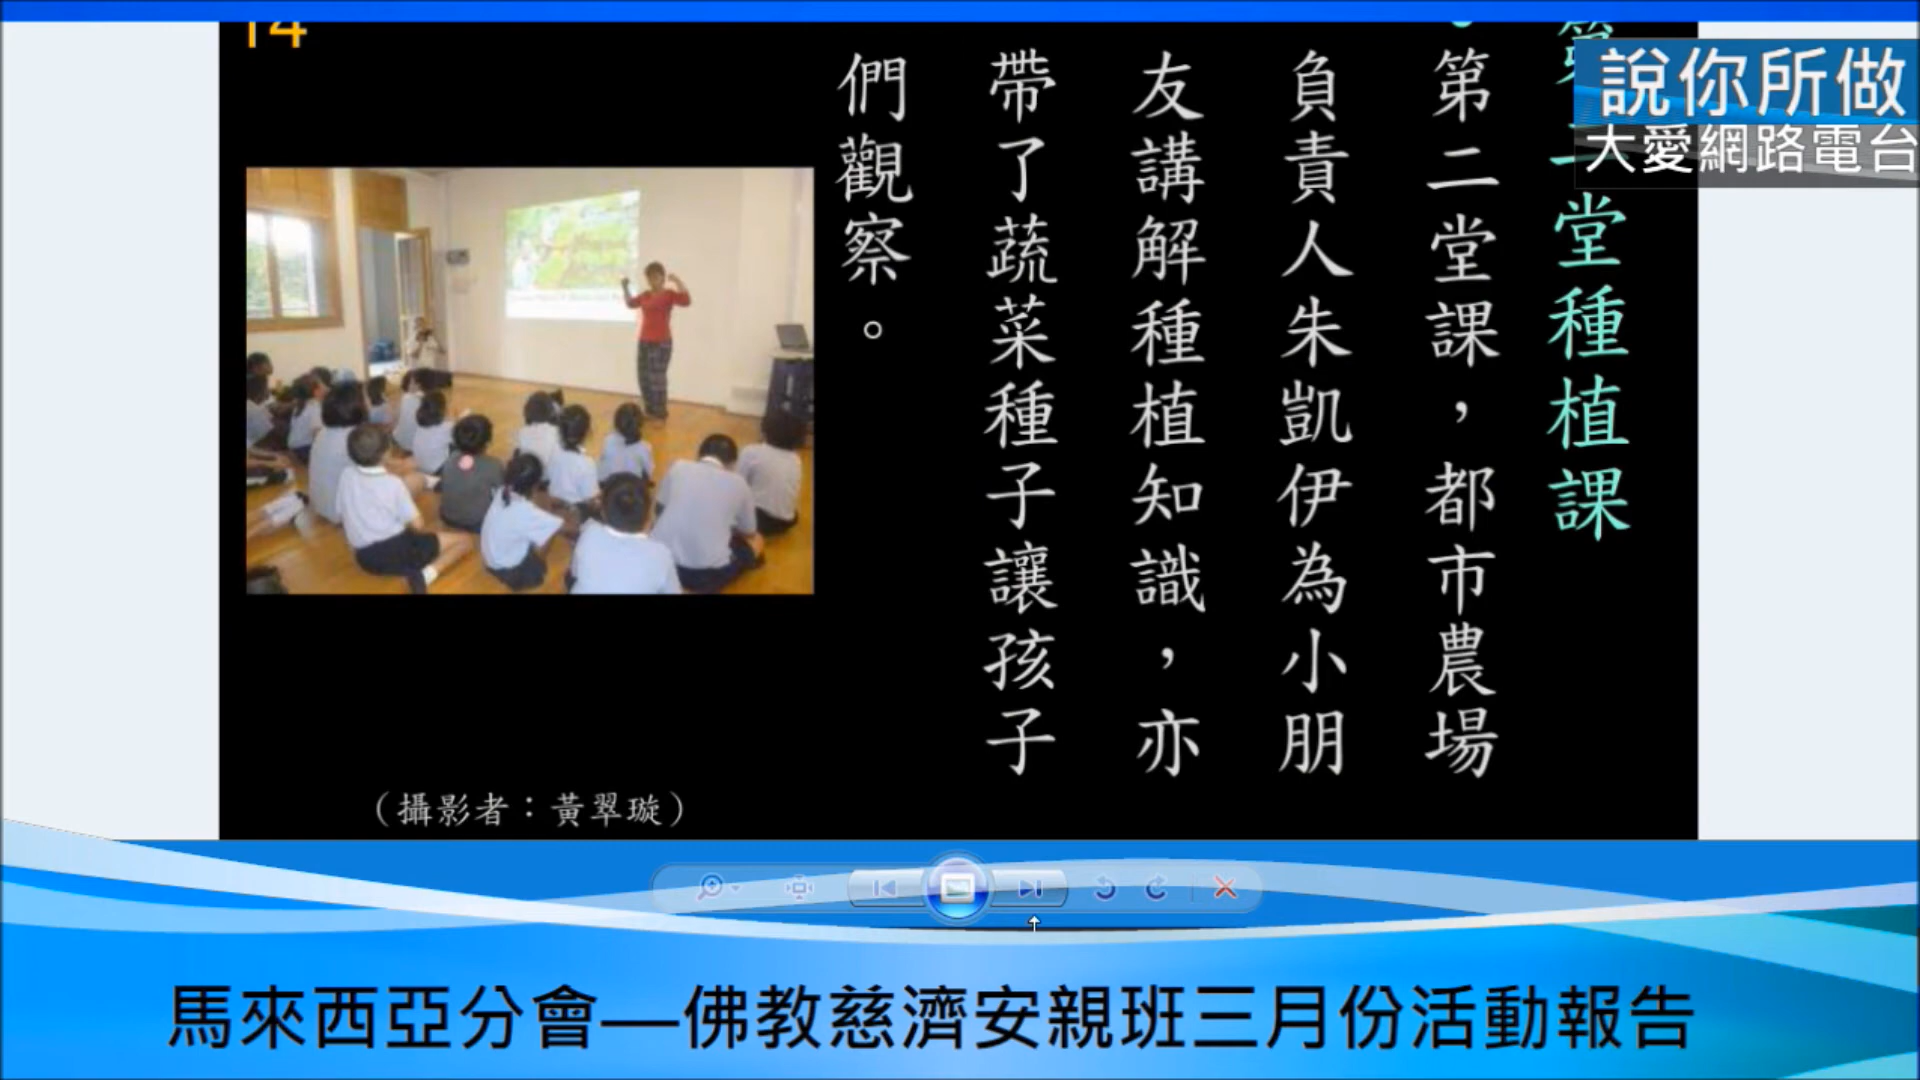 14
說你所做
大愛網路電台
堂種植課
第二堂課，都市農場
負責人朱凱伊為小朋
友講解種植知識，亦
帶了蔬菜種子讓孩子
們觀察。
（攝影者：黃翠璇）
馬來西亞分會—佛教慈濟安親班三月份活動報告